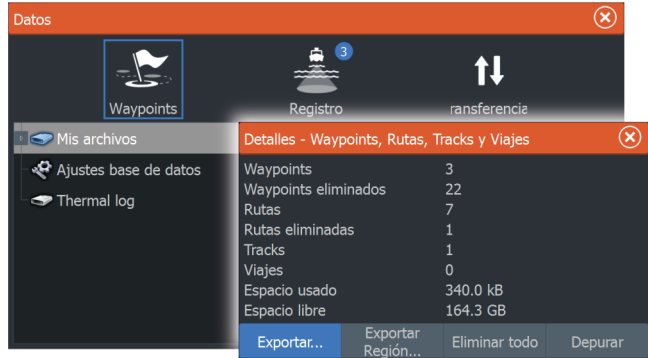 Datos
3
Waypoints
Registro
ransferencia
Mis archivos
Ajustes base de datos
Thermal log
Detalles - Waypoints, Rutas, Tracks y Viajes
Waypoints 3
Waypoints eliminados 22
Rutas 7
Rutas eliminadas 1
Tracks 1
Viajes 0
Espacio usado 340.0 kB
Espacio libre 164.3 GB
Exportar...
Exportar
Región...
Eliminar todo
Depurar